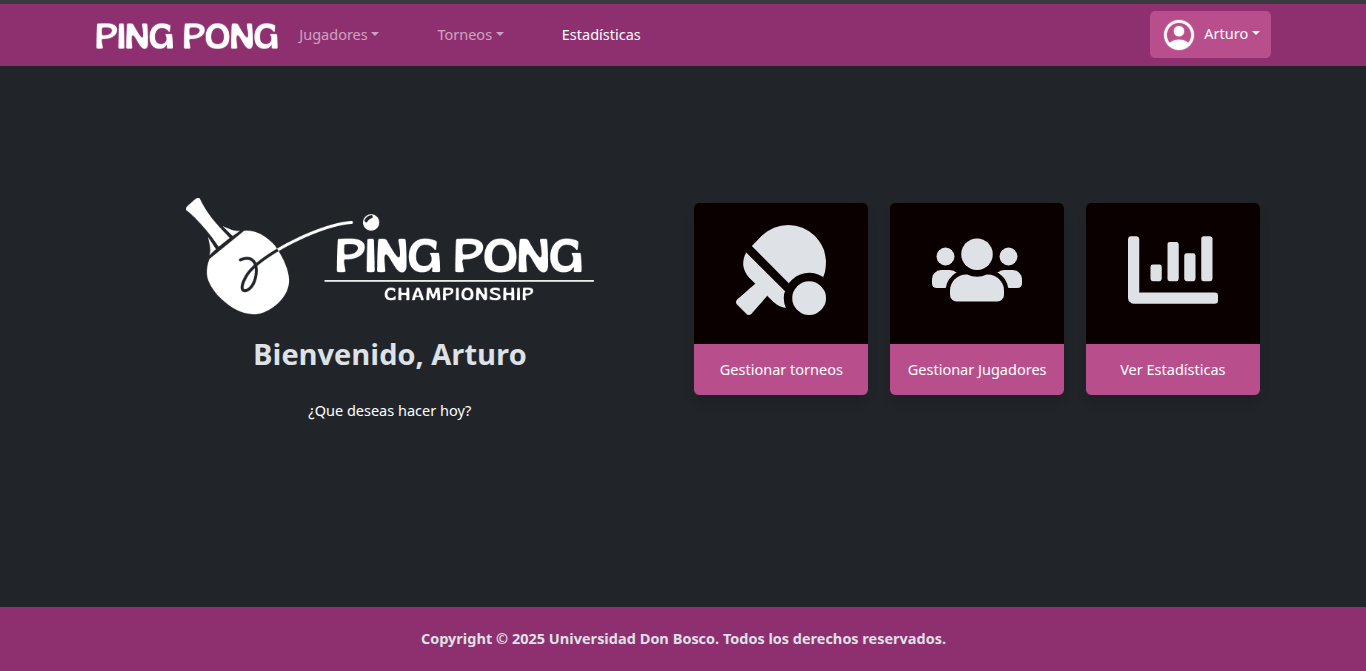 PING PONG Jugadores Torneos Estadísticas Arturo
PING PONG
CHAMPIONSHIP
Bienvenido, Arturo
¿Que deseas hacer hoy?
Gestionar torneos
Gestionar Jugadores
Ver Estadísticas
Copyright © 2025 Universidad Don Bosco. Todos los derechos reservados.